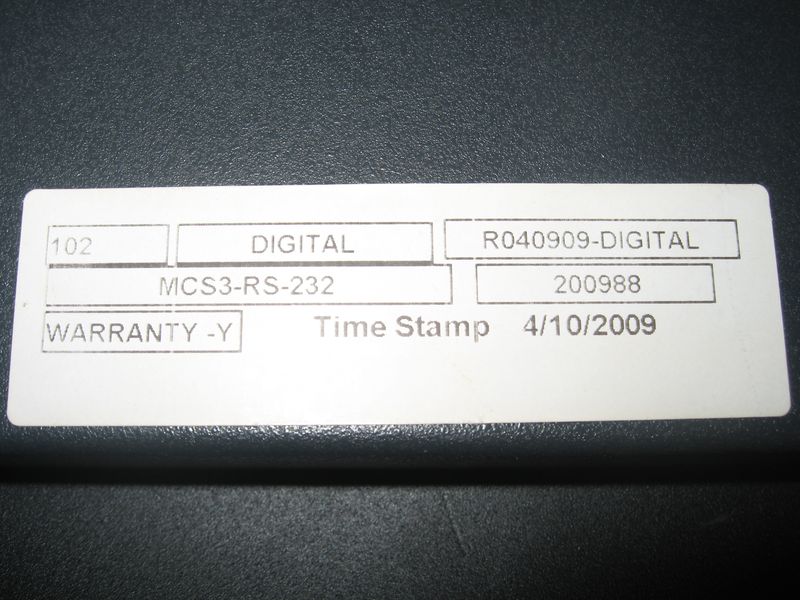 102 DIGITAL R040909-DIGITAL
MCS3-RS-232 200988
WARRANTY -Y Time Stamp 4/10/2009